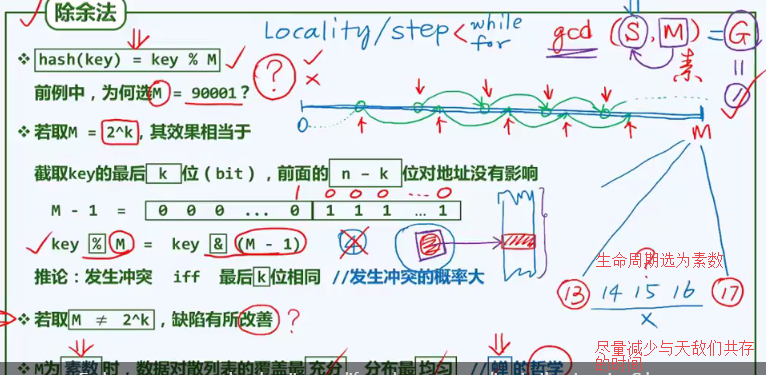 除余法
Locality/step < while
for
gcd (S, M) = G
素
1
hash(key) = key % M
?
前例中，为何选M = 90001?
0
M
若取M = 2^k，其效果相当于
截取key的最后 k 位（bit），前面的 n - k 位对地址没有影响
1 0 0 0 ... 0
M - 1 = 0 0 0 ... 0 1 1 1 ... 1
key % M = key & (M - 1)
推论：发生冲突 iff 最后k位相同 //发生冲突的概率大
?
生命周期选为素数
13 14 15 16 17
x
若取M ≠ 2^k，缺陷有所改善 ?
尽量减少与天敌们共存
的时间
M为素数时，数据对散列表的覆盖最充分，分布最均匀 //蝉的哲学